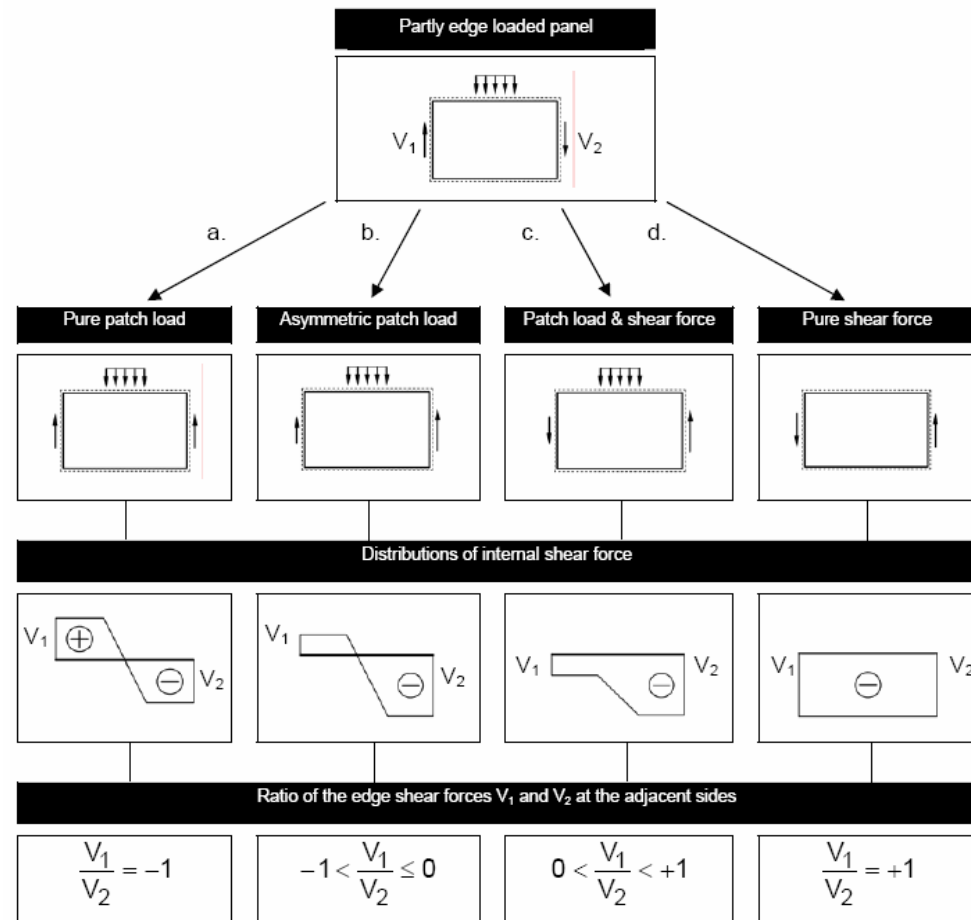 Partly edge loaded panel
V₁ V₂
a. b. c. d.
Pure patch load Asymmetric patch load Patch load & shear force Pure shear force
Distributions of internal shear force
V₁ + − V₂ V₁ − V₂ V₁ − V₂ V₁ − V₂
Ratio of the edge shear forces V₁ and V₂ at the adjacent sides
V₁/V₂ = −1 −1 < V₁/V₂ ≤ 0 0 < V₁/V₂ < +1 V₁/V₂ = +1